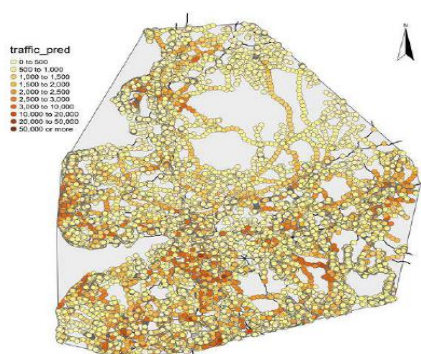 traffic_pred
0 to 500
500 to 1,000
1,000 to 1,500
1,500 to 2,000
2,000 to 2,500
2,500 to 3,000
3,000 to 10,000
10,000 to 20,000
20,000 to 50,000
50,000 or more
N